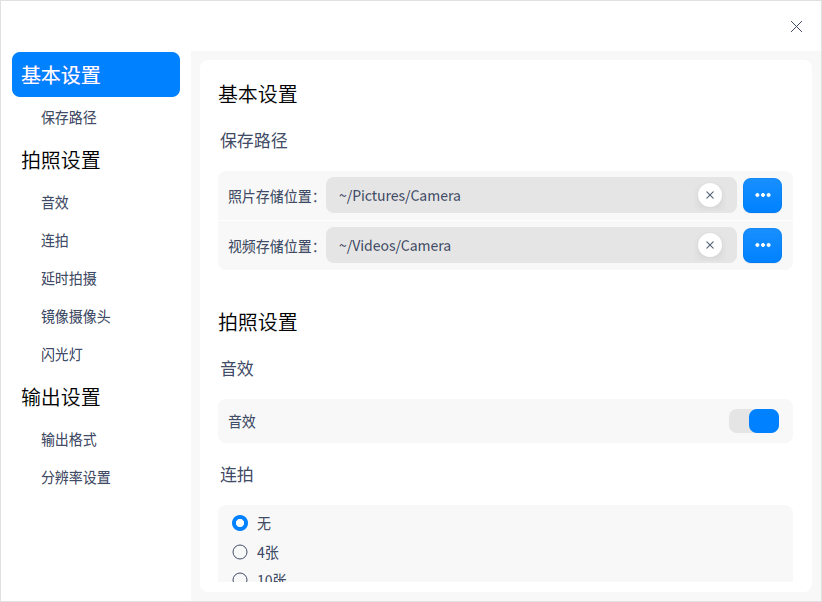 基本设置
保存路径
拍照设置
音效
连拍
延时拍摄
镜像摄像头
闪光灯
输出设置
输出格式
分辨率设置
基本设置
保存路径
照片存储位置: ~/Pictures/Camera
视频存储位置: ~/Videos/Camera
拍照设置
音效
音效
连拍
无
4张
10张